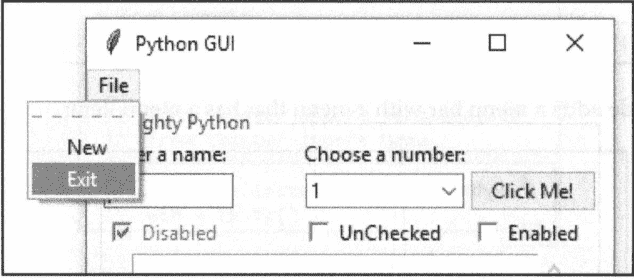 Python GUI
File
ghty Python
New
er a name:
Choose a number:
Exit
1
Click Me!
Disabled
UnChecked
Enabled